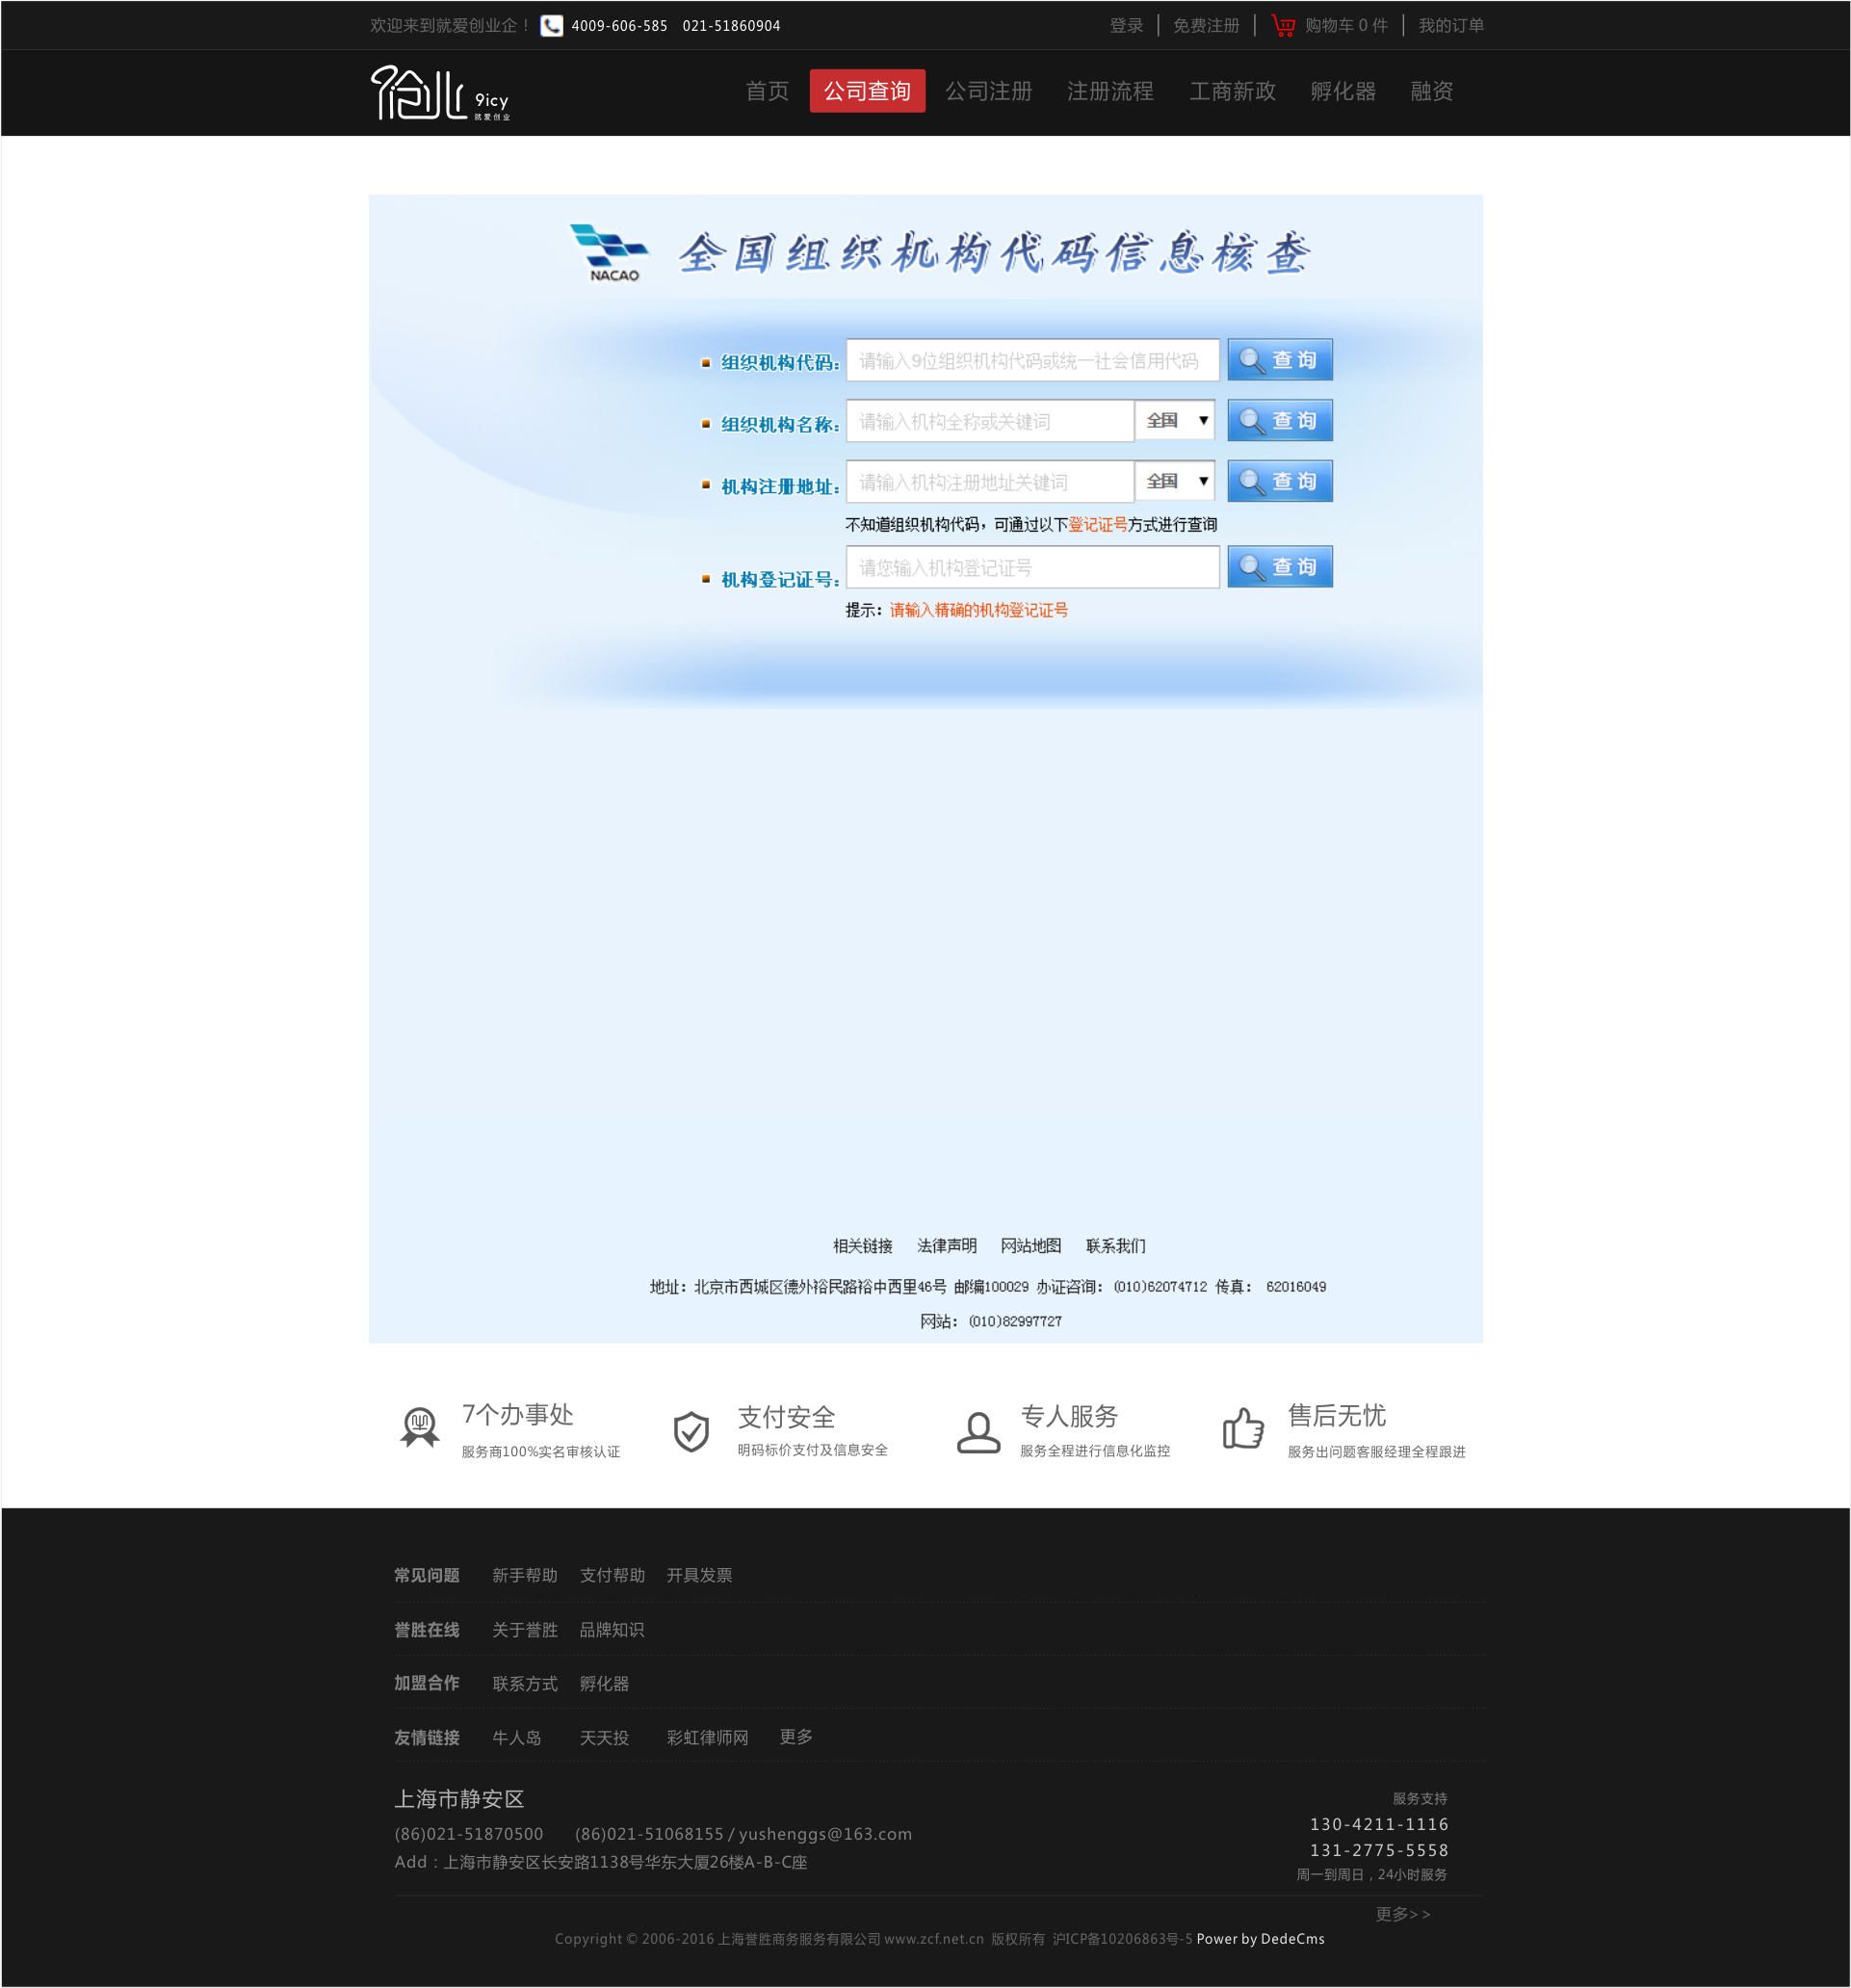 欢迎来到就爱创业企！ 4009-606-585 021-51860904 登录 免费注册 购物车 0 件 我的订单
9icy
就爱创业
首页 公司查询 公司注册 注册流程 工商新政 孵化器 融资
NACAO
全国组织机构代码信息核查
组织机构代码： 请输入9位组织机构代码或统一社会信用代码 查询
组织机构名称： 请输入机构全称或关键词 全国 ▼ 查询
机构注册地址： 请输入机构注册地址关键词 全国 ▼ 查询
不知道组织机构代码，可通过以下登记证号方式进行查询
机构登记证号： 请您输入机构登记证号 查询
提示：请输入精确的机构登记证号
相关链接 法律声明 网站地图 联系我们
地址：北京市西城区德外裕民路裕中西里46号 邮编100029 办证咨询：(010)62074712 传真： 62016049
网站：(010)82997727
7个办事处 支付安全 专人服务 售后无忧
服务商100%实名审核认证 明码标价支付及信息安全 服务全程进行信息化监控 服务出问题客服经理全程跟进
常见问题 新手帮助 支付帮助 开具发票
誉胜在线 关于誉胜 品牌知识
加盟合作 联系方式 孵化器
友情链接 牛人岛 天天投 彩虹律师网 更多
上海市静安区
(86)021-51870500 (86)021-51068155 / yushenggs@163.com
Add：上海市静安区长安路1138号华东大厦26楼A-B-C座
服务支持
130-4211-1116
131-2775-5558
周一到周日，24小时服务
更多>>
Copyright © 2006-2016 上海誉胜商务服务有限公司 www.zcf.net.cn 版权所有 沪ICP备10206863号-5 Power by DedeCms